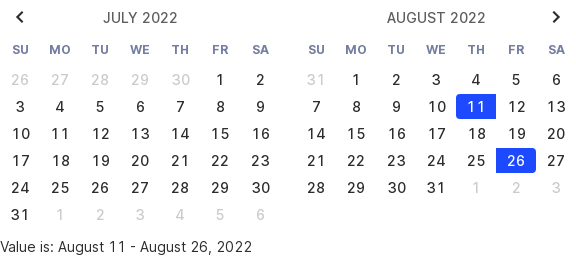 JULY 2022 AUGUST 2022
SU MO TU WE TH FR SA SU MO TU WE TH FR SA
26 27 28 29 30 1 2 31 1 2 3 4 5 6
3 4 5 6 7 8 9 7 8 9 10 11 12 13
10 11 12 13 14 15 16 14 15 16 17 18 19 20
17 18 19 20 21 22 23 21 22 23 24 25 26 27
24 25 26 27 28 29 30 28 29 30 31 1 2 3
31 1 2 3 4 5 6
Value is: August 11 - August 26, 2022